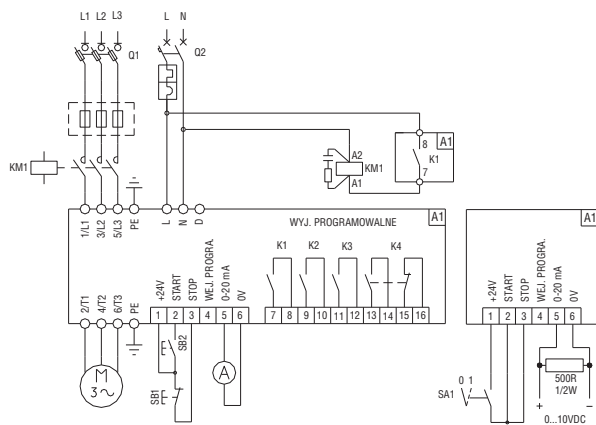 L1 L2 L3
L N
Q1
Q2
KM1
A2
KM1
A1
8
K1
7
A1
1/L1 3/L2 5/L3 PE L N D
WYJ. PROGRAMOWALNE
A1
K1 K2 K3 K4
+24V START STOP WEJ. PROGRA. 0-20 mA 0V
2/T1 4/T2 6/T3 PE
1 2 3 4 5 6
7 8 9 10 11 12 13 14 15 16
SB2
SB1
M
3~
A
A1
+24V START STOP WEJ. PROGRA. 0-20 mA 0V
1 2 3 4 5 6
500R
1/2W
0 1
SA1
+ -
0...10VDC